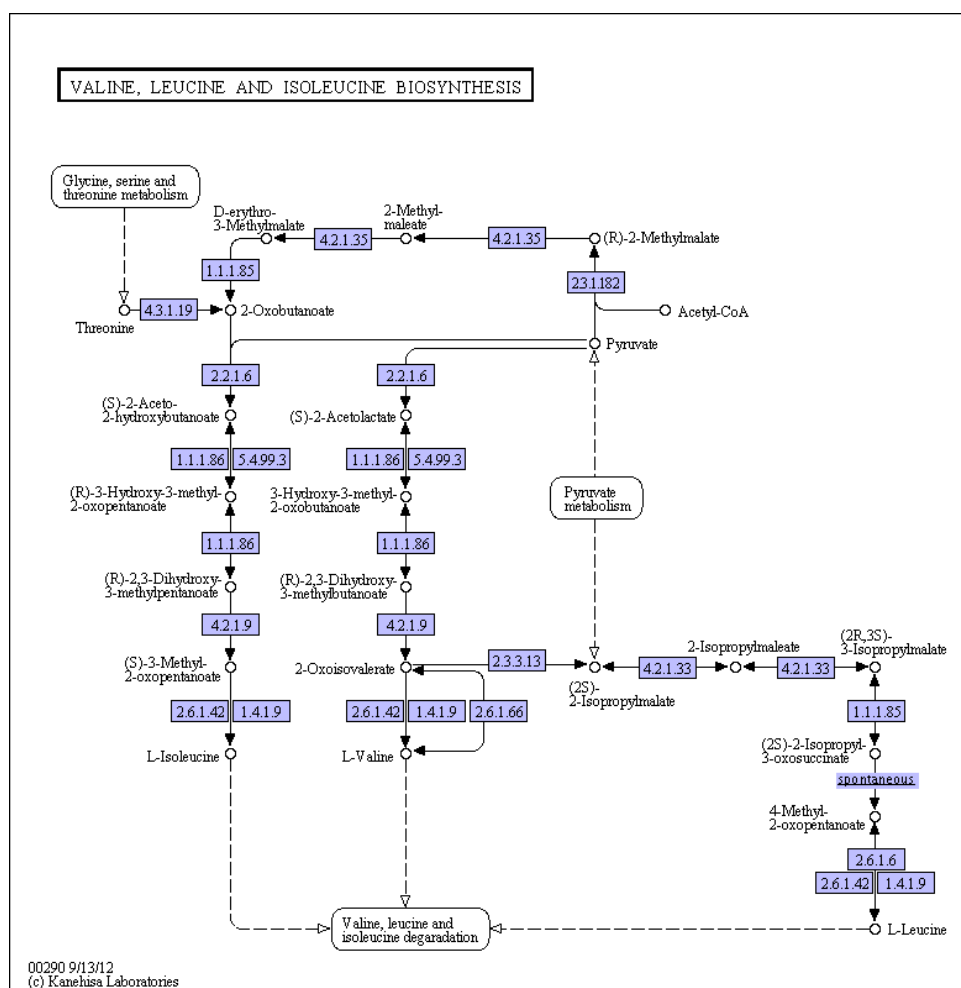 VALINE, LEUCINE AND ISOLEUCINE BIOSYNTHESIS
Glycine, serine and
threonine metabolism
D-erythro-
3-Methylmalate
2-Methyl-
maleate
4.2.1.35
4.2.1.35
(R)-2-Methylmalate
1.1.1.85
2.3.1.182
4.3.1.19
Threonine
2-Oxobutanoate
Acetyl-CoA
Pyruvate
2.2.1.6
2.2.1.6
(S)-2-Aceto-
2-hydroxybutanoate
(S)-2-Acetolactate
1.1.1.86
5.4.99.3
1.1.1.86
5.4.99.3
(R)-3-Hydroxy-3-methyl-
2-oxopentanoate
3-Hydroxy-3-methyl-
2-oxobutanoate
Pyruvate
metabolism
1.1.1.86
1.1.1.86
(R)-2,3-Dihydroxy-
3-methylpentanoate
(R)-2,3-Dihydroxy-
3-methylbutanoate
4.2.1.9
4.2.1.9
(S)-3-Methyl-
2-oxopentanoate
2-Oxoisovalerate
2.3.3.13
(2S)-
2-Isopropylmalate
4.2.1.33
2-Isopropylmaleate
4.2.1.33
(2R,3S)-
3-Isopropylmalate
2.6.1.42
1.4.1.9
2.6.1.42
1.4.1.9
2.6.1.66
1.1.1.85
L-Isoleucine
L-Valine
(2S)-2-Isopropyl-
3-oxosuccinate
spontaneous
4-Methyl-
2-oxopentanoate
2.6.1.6
2.6.1.42
1.4.1.9
Valine, leucine and
isoleucine degaradation
L-Leucine
00290 9/13/12
(c) Kanehisa Laboratories